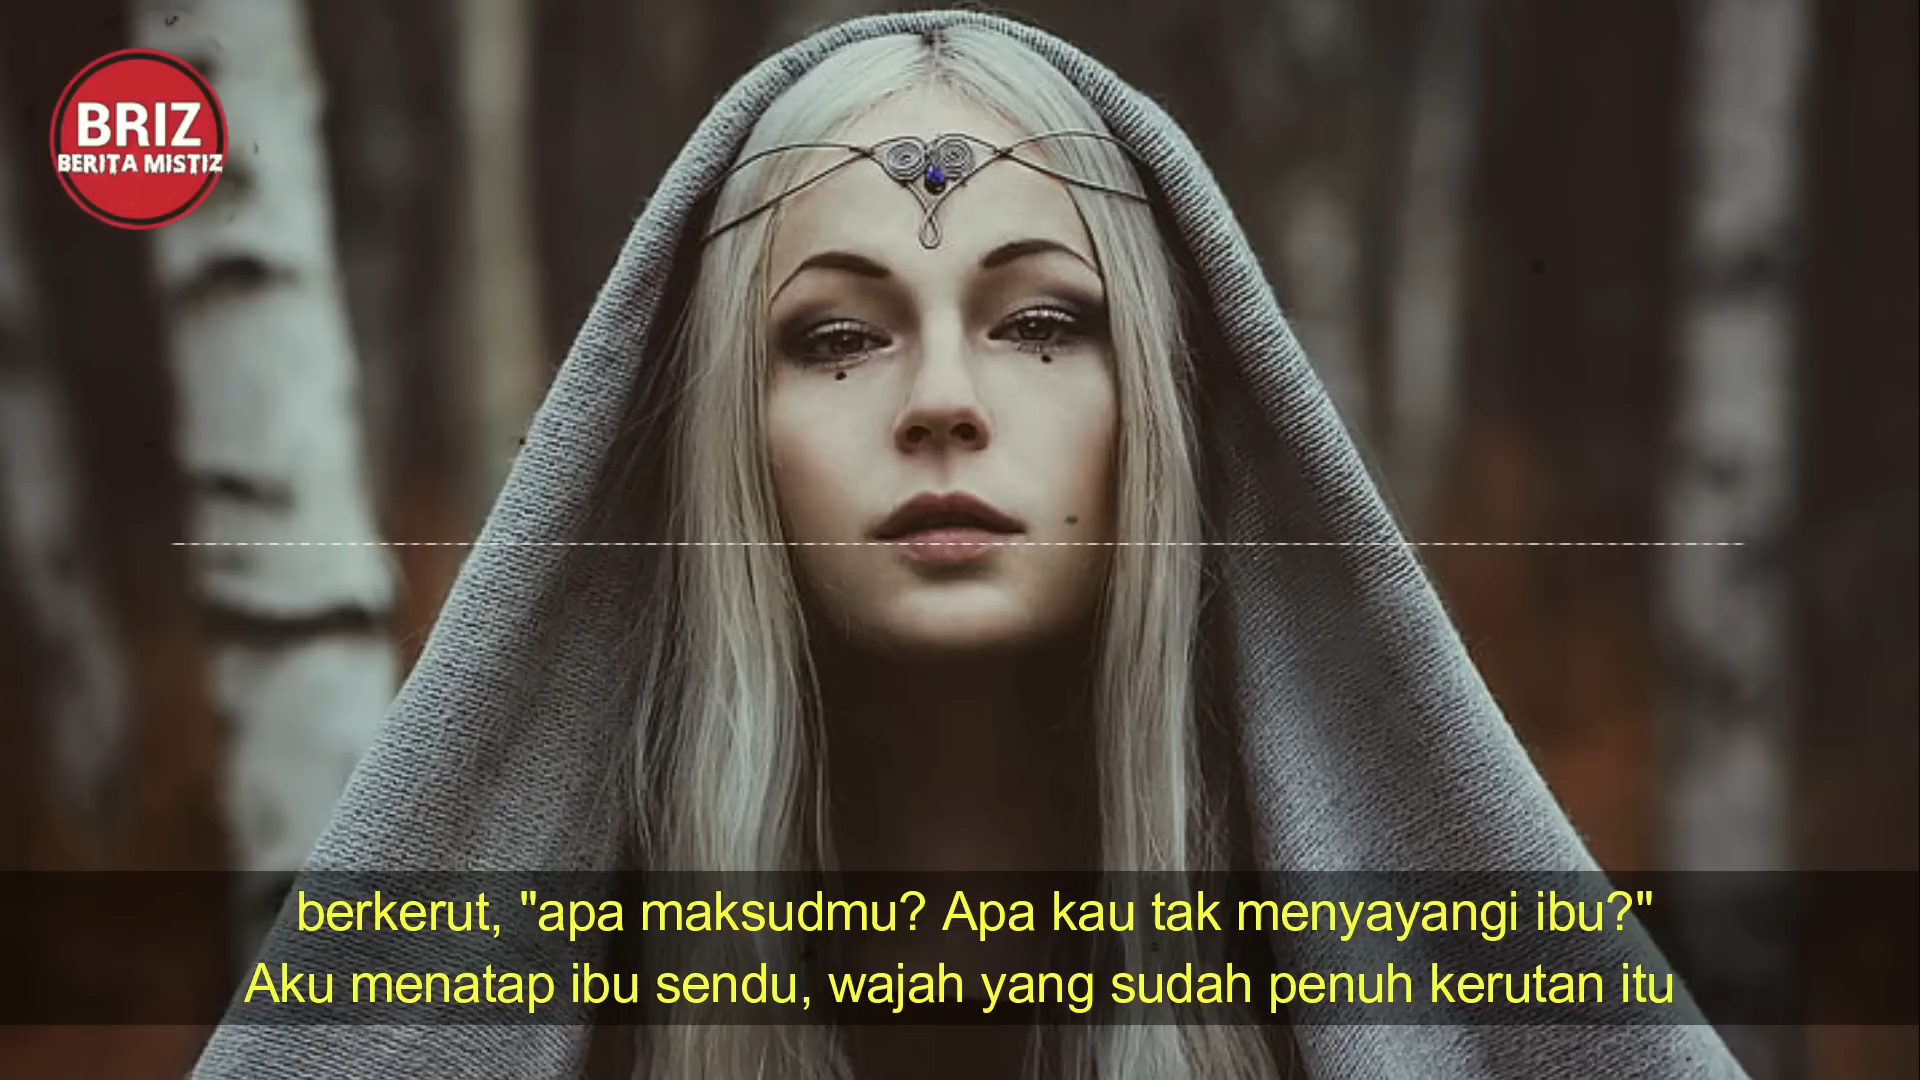 BRIZ
BERITA MISTIZ
berkerut, "apa maksudmu? Apa kau tak menyayangi ibu?"
Aku menatap ibu sendu, wajah yang sudah penuh kerutan itu